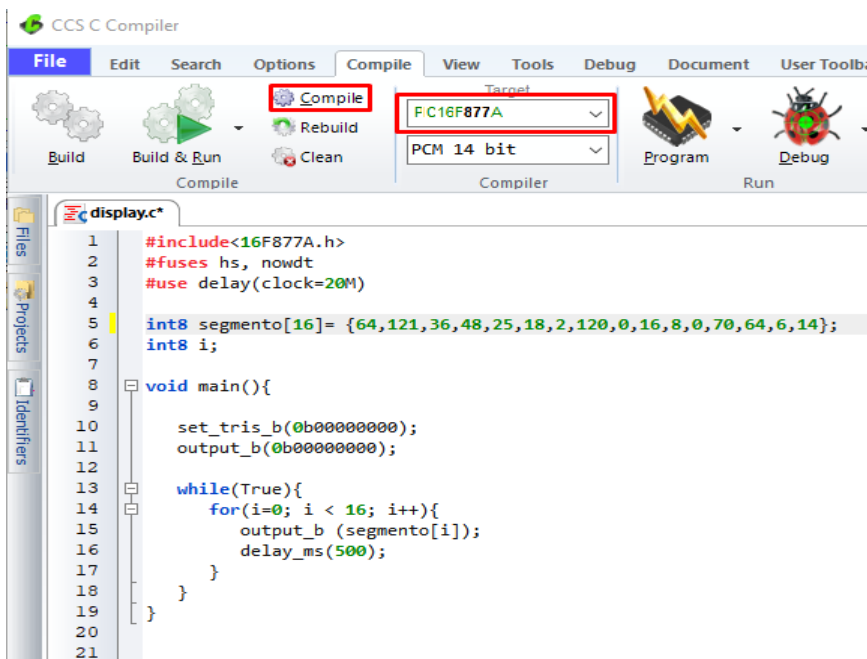 CCS C Compiler
File Edit Search Options Compile View Tools Debug Document User Toolba
Build
Build & Run
Compile
Rebuild
Clean
Compile
Target
PIC16F877A
PCM 14 bit
Compiler
Program
Debug
Run
Files
Projects
Identifiers
display.c*
1 #include<16F877A.h>
2 #fuses hs, nowdt
3 #use delay(clock=20M)
4
5 int8 segmento[16]= {64,121,36,48,25,18,2,120,0,16,8,0,70,64,6,14};
6 int8 i;
7
8 void main(){
9
10 set_tris_b(0b00000000);
11 output_b(0b00000000);
12
13 while(True){
14 for(i=0; i < 16; i++){
15 output_b (segmento[i]);
16 delay_ms(500);
17 }
18 }
19 }
20
21